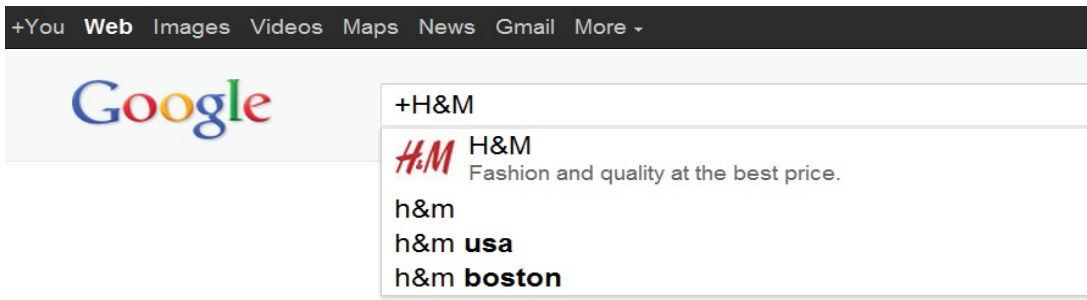 +You Web Images Videos Maps News Gmail More
Google
+H&M
H&M H&M
Fashion and quality at the best price.
h&m
h&m usa
h&m boston